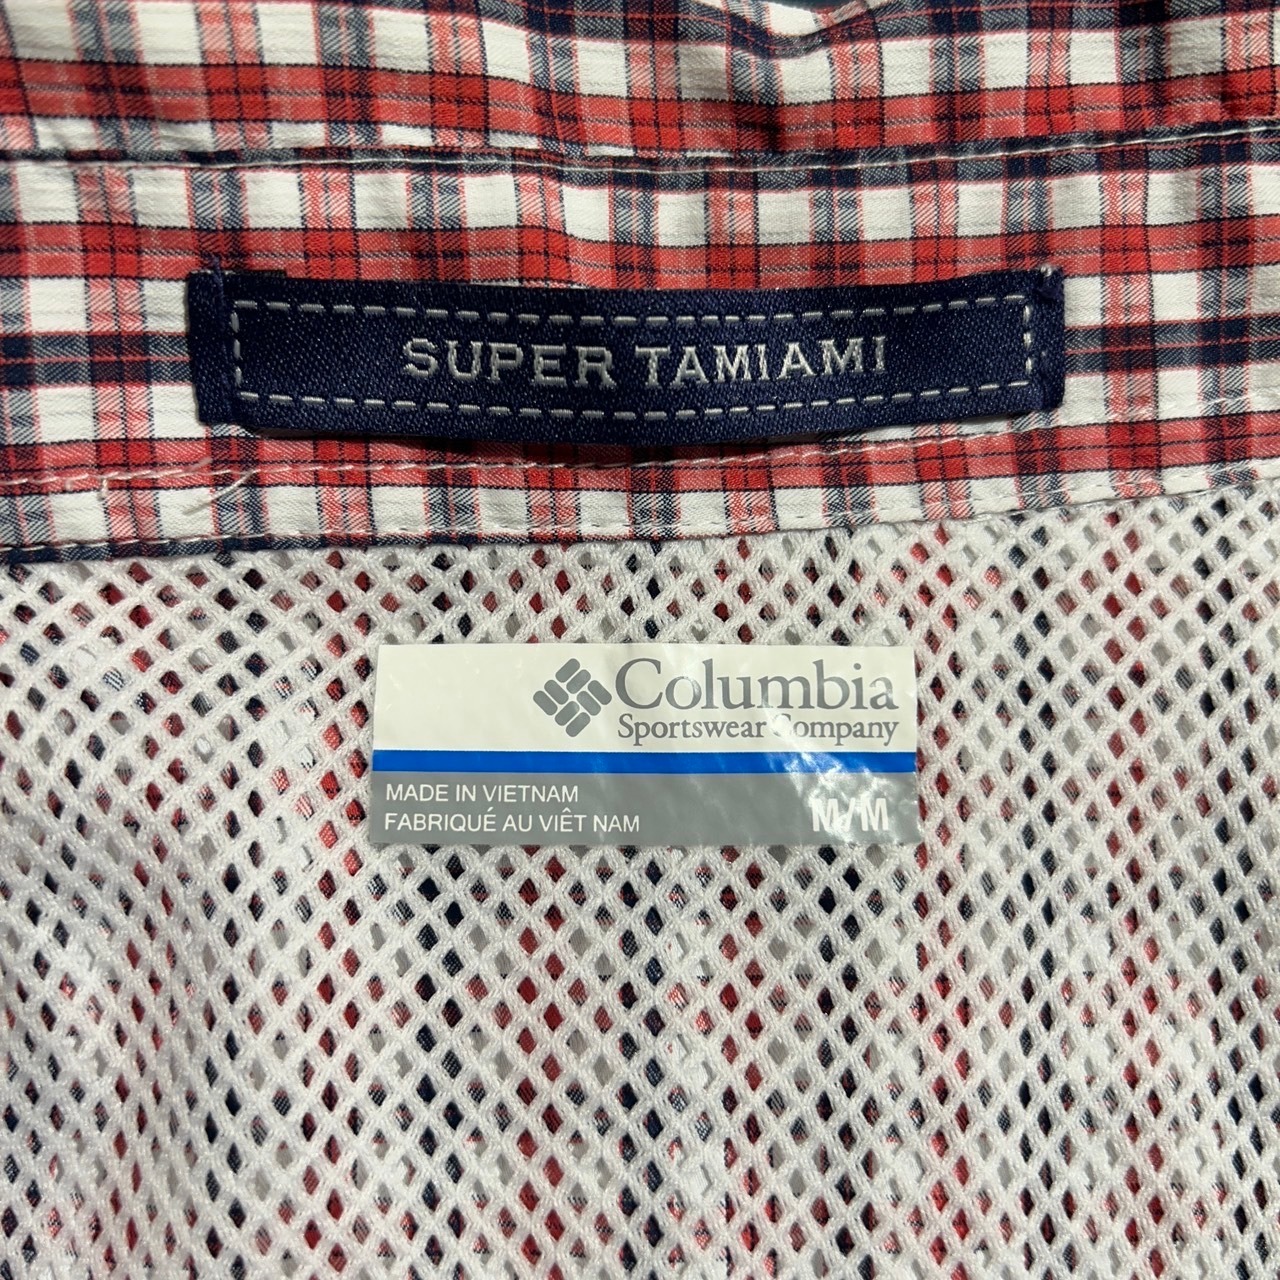 SUPER TAMIAMI
Columbia
Sportswear Company
MADE IN VIETNAM
FABRIQUÉ AU VIÊT NAM
M/M